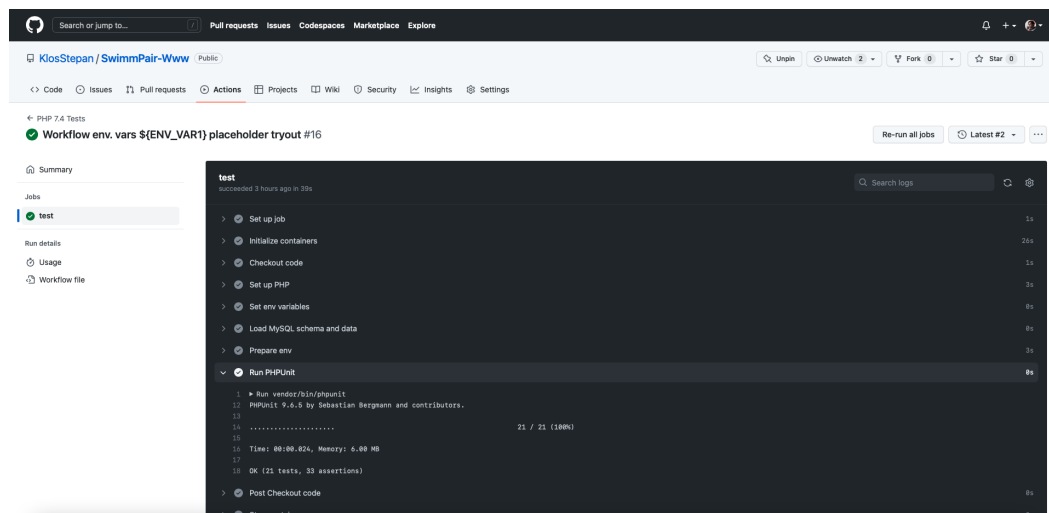 Search or jump to... /
Pull requests Issues Codespaces Marketplace Explore
KlosStepan / SwimmPair-Www Public
Unpin Unwatch 2 Fork 0 Star 0
Code Issues Pull requests Actions Projects Wiki Security Insights Settings
← PHP 7.4 Tests
Workflow env. vars ${ENV_VAR1} placeholder tryout #16
Re-run all jobs Latest #2 ...
Summary
Jobs
test
Run details
Usage
Workflow file
test
succeeded 3 hours ago in 39s
Search logs
Set up job 1s
Initialize containers 26s
Checkout code 1s
Set up PHP 3s
Set env variables 0s
Load MySQL schema and data 0s
Prepare env 3s
Run PHPUnit 0s
1 ▶ Run vendor/bin/phpunit
12 PHPUnit 9.6.5 by Sebastian Bergmann and contributors.
13
14 ..................... 21 / 21 (100%)
15
16 Time: 00:00.024, Memory: 6.00 MB
17
18 OK (21 tests, 33 assertions)
Post Checkout code 0s